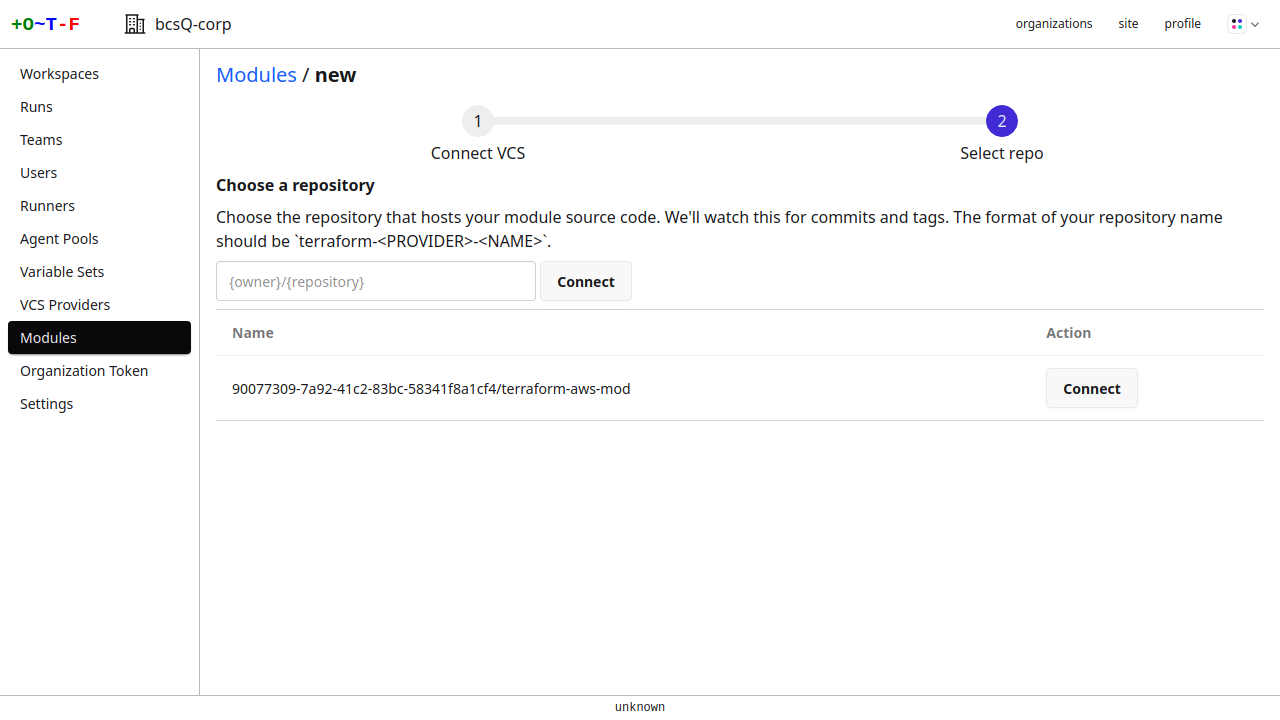 +O~T-F
bcsQ-corp
organizations
site
profile
Workspaces
Runs
Teams
Users
Runners
Agent Pools
Variable Sets
VCS Providers
Modules
Organization Token
Settings
Modules / new
1
2
Connect VCS
Select repo
Choose a repository
Choose the repository that hosts your module source code. We'll watch this for commits and tags. The format of your repository name
should be `terraform-<PROVIDER>-<NAME>`.
{owner}/{repository}
Connect
Name
Action
90077309-7a92-41c2-83bc-58341f8a1cf4/terraform-aws-mod
Connect
unknown